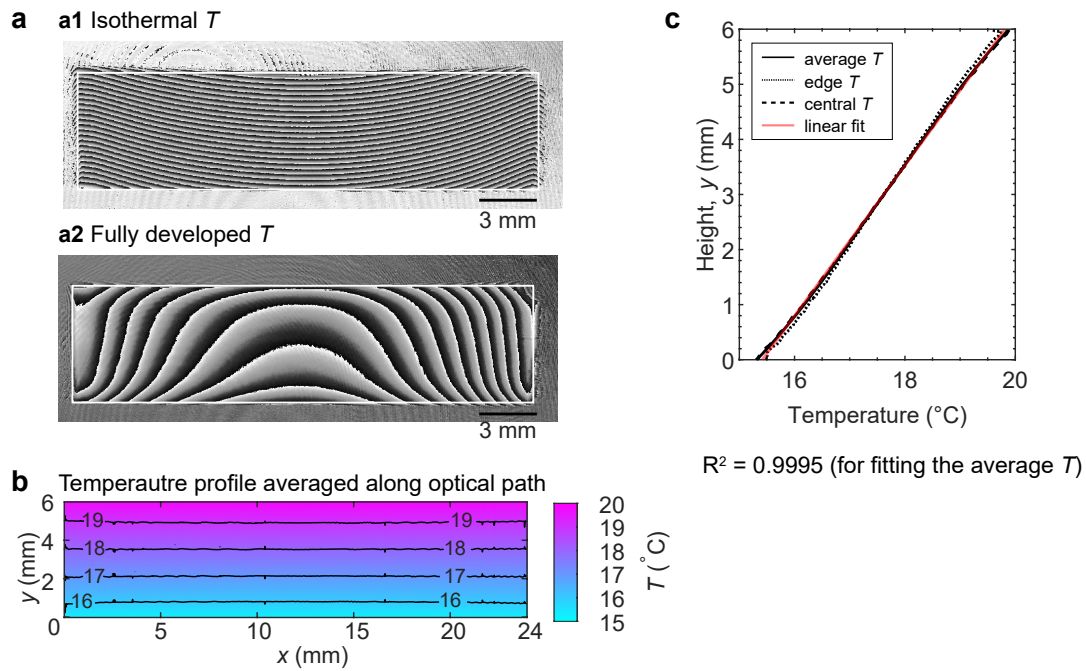 a
a1 Isothermal T
3 mm
a2 Fully developed T
3 mm
b
Temperautre profile averaged along optical path
6
4
2
0
y (mm)
19 19
18 18
17 17
16 16
0 5 10 15 20 24
x (mm)
20
19
18
17
16
15
T (°C)
c
6
5
4
3
2
1
0
Height, y (mm)
average T
edge T
central T
linear fit
16 18 20
Temperature (°C)
R² = 0.9995 (for fitting the average T)